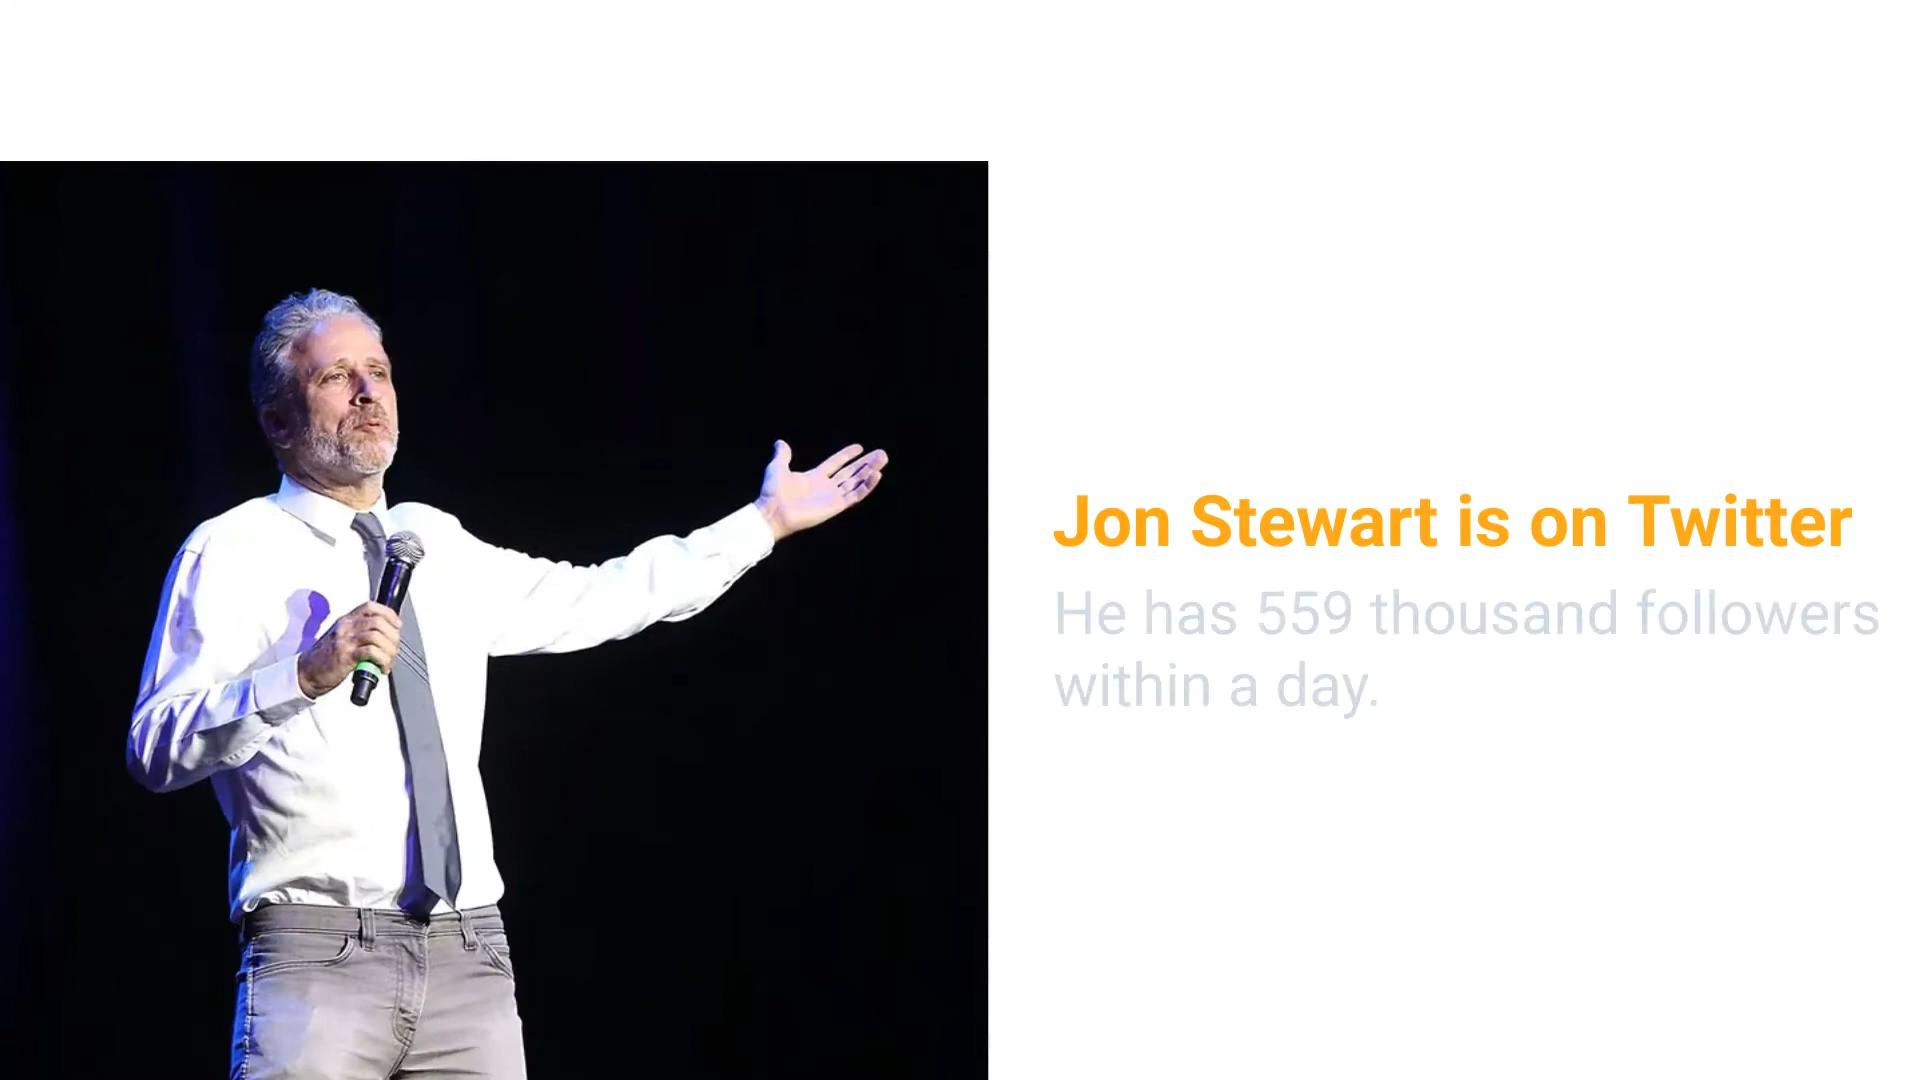 Jon Stewart is on Twitter
He has 559 thousand followers
within a day.